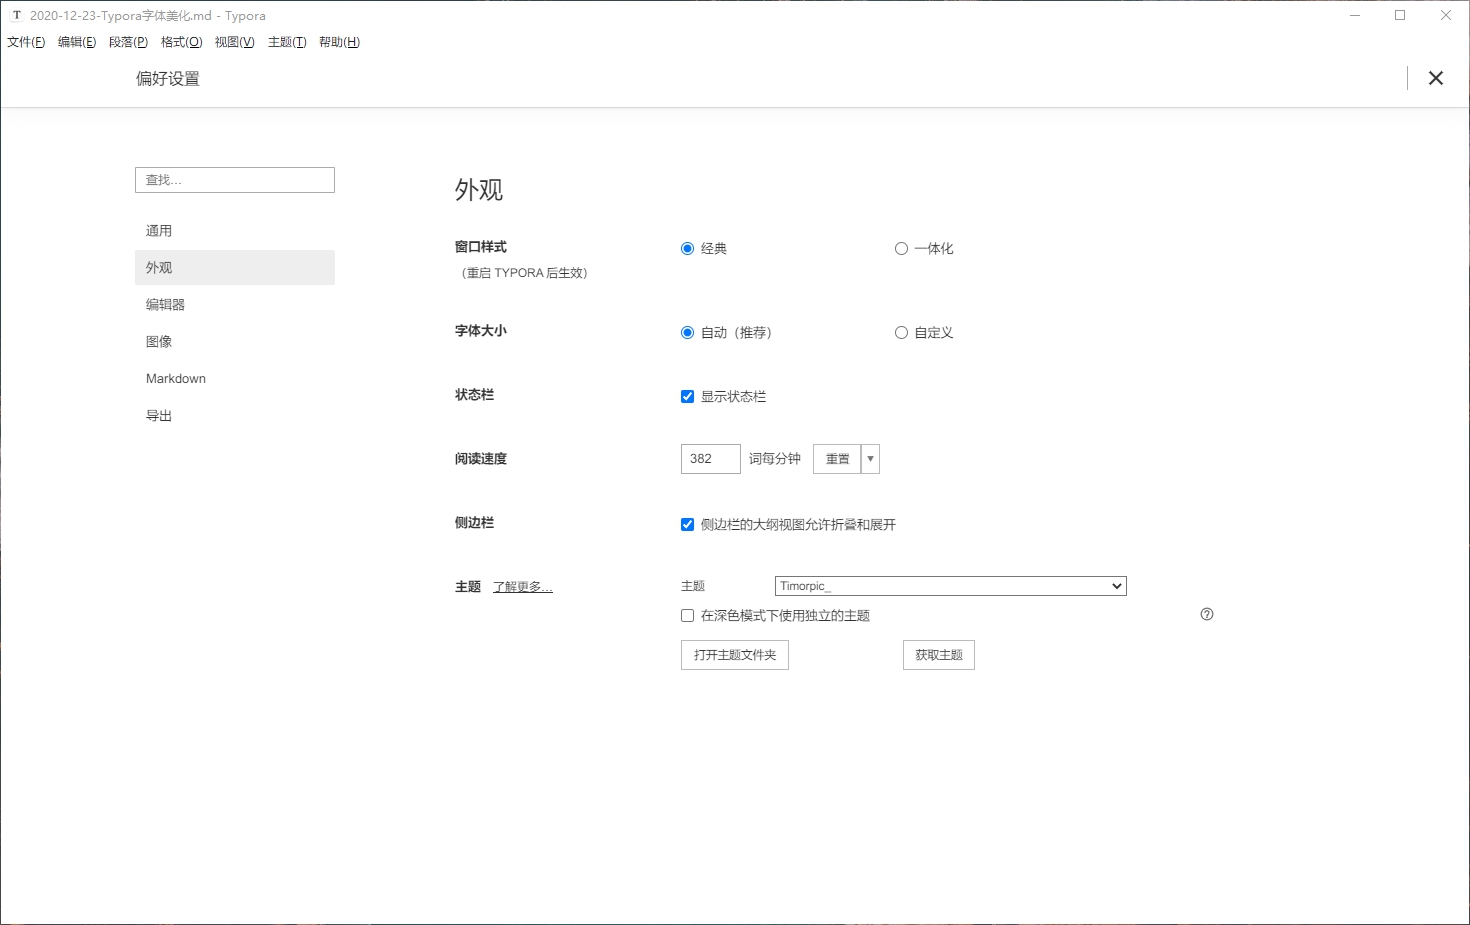 T 2020-12-23-Typora字体美化.md - Typora
文件(F) 编辑(E) 段落(P) 格式(O) 视图(V) 主题(T) 帮助(H)
偏好设置
查找...
通用
外观
编辑器
图像
Markdown
导出
外观
窗口样式
（重启 TYPORA 后生效）
经典
一体化
字体大小
自动（推荐）
自定义
状态栏
显示状态栏
阅读速度
382 词每分钟 重置
侧边栏
侧边栏的大纲视图允许折叠和展开
主题 了解更多...
主题 Timorpic_
在深色模式下使用独立的主题
打开主题文件夹 获取主题